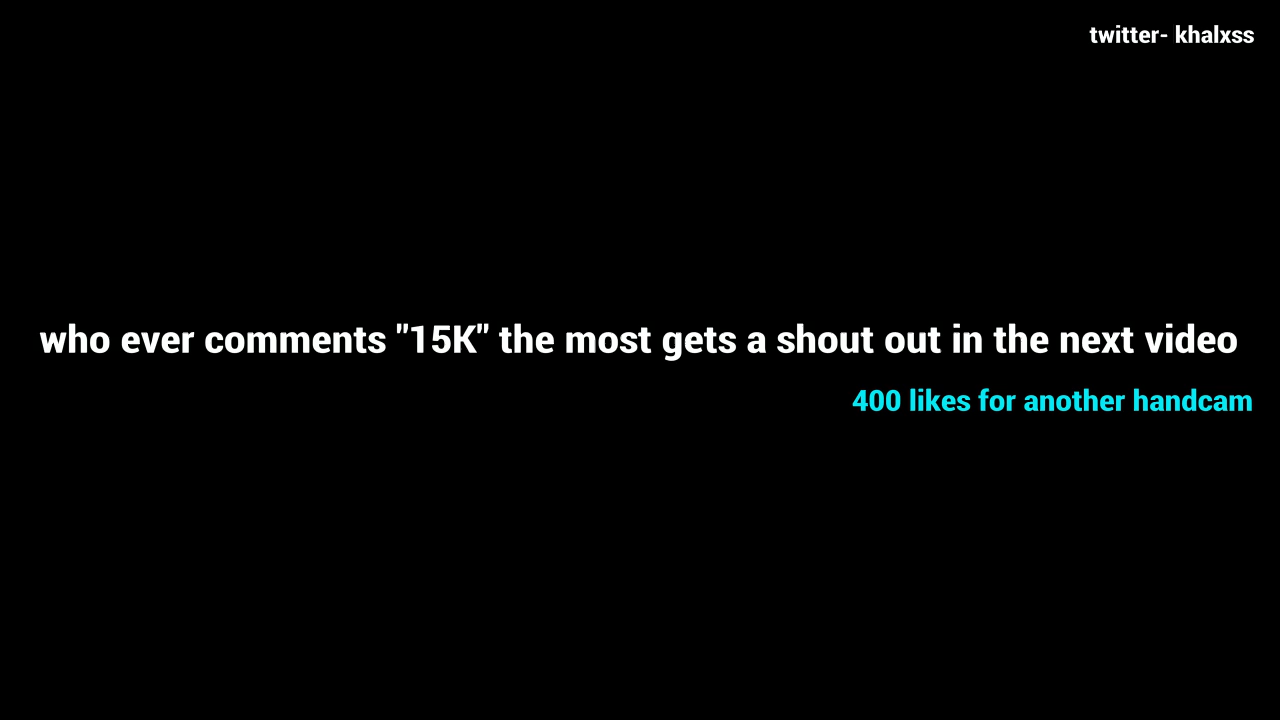 twitter- khalxss
who ever comments "15K" the most gets a shout out in the next video
400 likes for another handcam